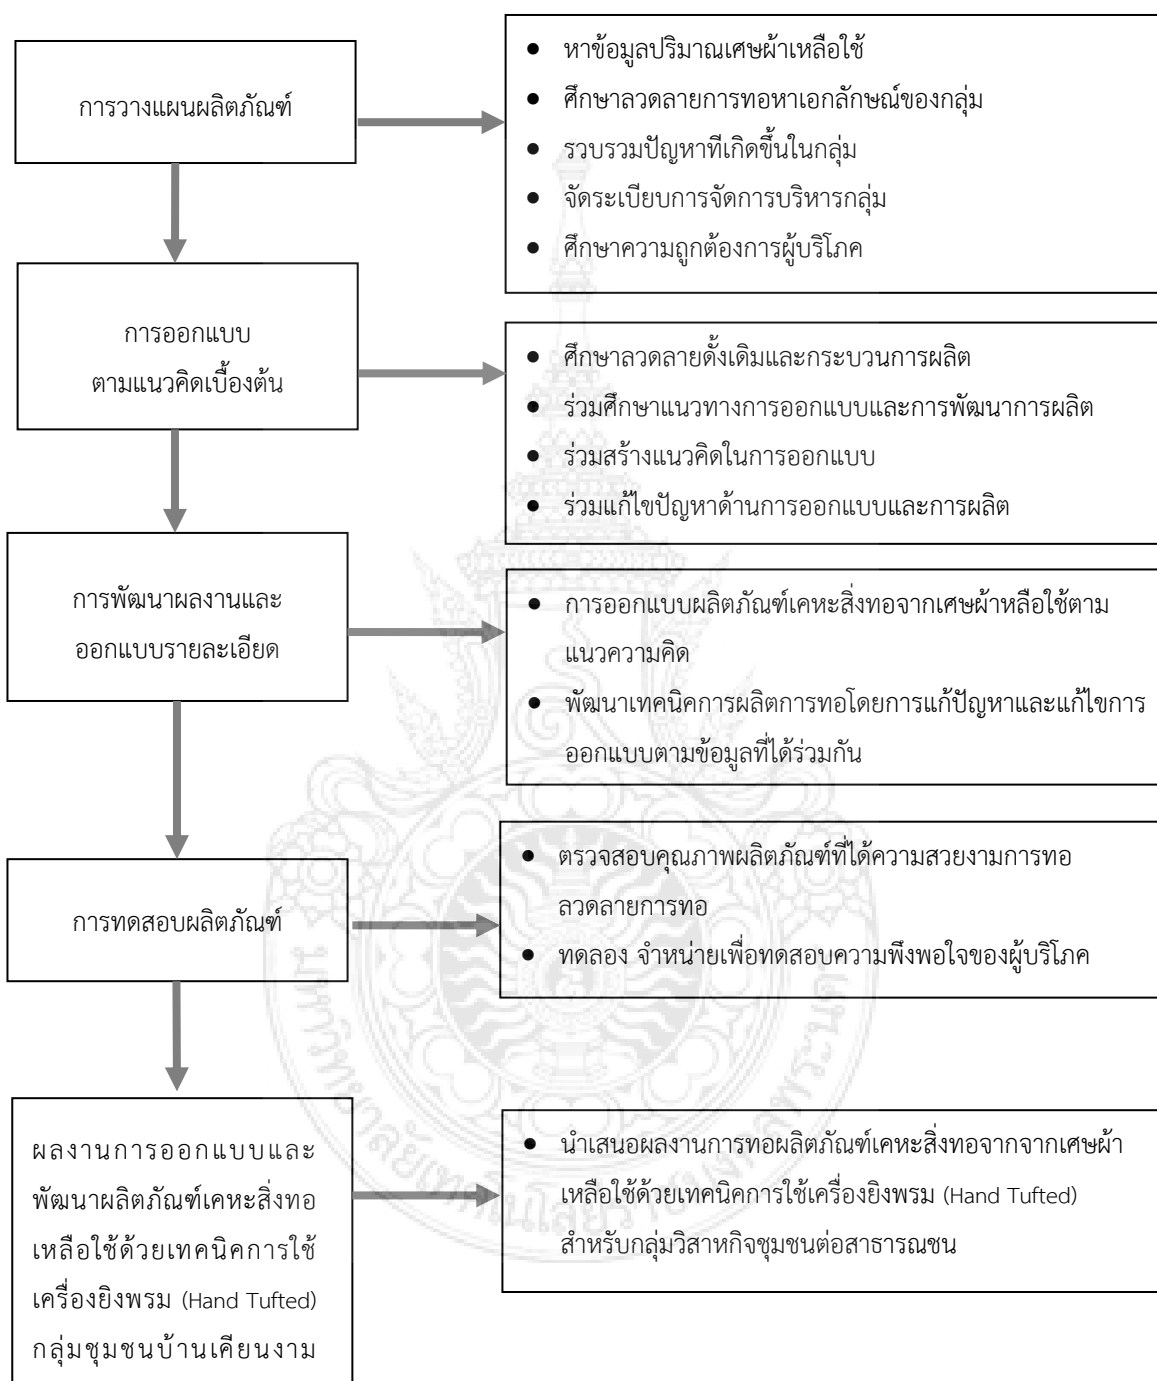 การวางแผนผลิตภัณฑ์
● หาข้อมูลปริมาณเศษผ้าเหลือใช้
● ศึกษาลวดลายการทอหาเอกลักษณ์ของกลุ่ม
● รวบรวมปัญหาทีเกิดขึ้นในกลุ่ม
● จัดระเบียบการจัดการบริหารกลุ่ม
● ศึกษาความถูกต้องการผู้บริโภค
การออกแบบ
ตามแนวคิดเบื้องต้น
● ศึกษาลวดลายดั้งเดิมและกระบวนการผลิต
● ร่วมศึกษาแนวทางการออกแบบและการพัฒนาการผลิต
● ร่วมสร้างแนวคิดในการออกแบบ
● ร่วมแก้ไขปัญหาด้านการออกแบบและการผลิต
การพัฒนาผลงานและ
ออกแบบรายละเอียด
● การออกแบบผลิตภัณฑ์เคหะสิ่งทอจากเศษผ้าหลือใช้ตาม
แนวความคิด
● พัฒนาเทคนิคการผลิตการทอโดยการแก้ปัญหาและแก้ไขการ
ออกแบบตามข้อมูลที่ได้ร่วมกัน
การทดสอบผลิตภัณฑ์
● ตรวจสอบคุณภาพผลิตภัณฑ์ที่ได้ความสวยงามการทอ
ลวดลายการทอ
● ทดลอง จำหน่ายเพื่อทดสอบความพึงพอใจของผู้บริโภค
ผลงานการออกแบบและ
พัฒนาผลิตภัณฑ์เคหะสิ่งทอ
เหลือใช้ด้วยเทคนิคการใช้
เครื่องยิงพรม (Hand Tufted)
กลุ่มชุมชนบ้านเคียนงาม
● นำเสนอผลงานการทอผลิตภัณฑ์เคหะสิ่งทอจากจากเศษผ้า
เหลือใช้ด้วยเทคนิคการใช้เครื่องยิงพรม (Hand Tufted)
สำหรับกลุ่มวิสาหกิจชุมชนต่อสาธารณชน
มหาวิทยาลัยเทคโนโลยีราชมงคลพระนคร